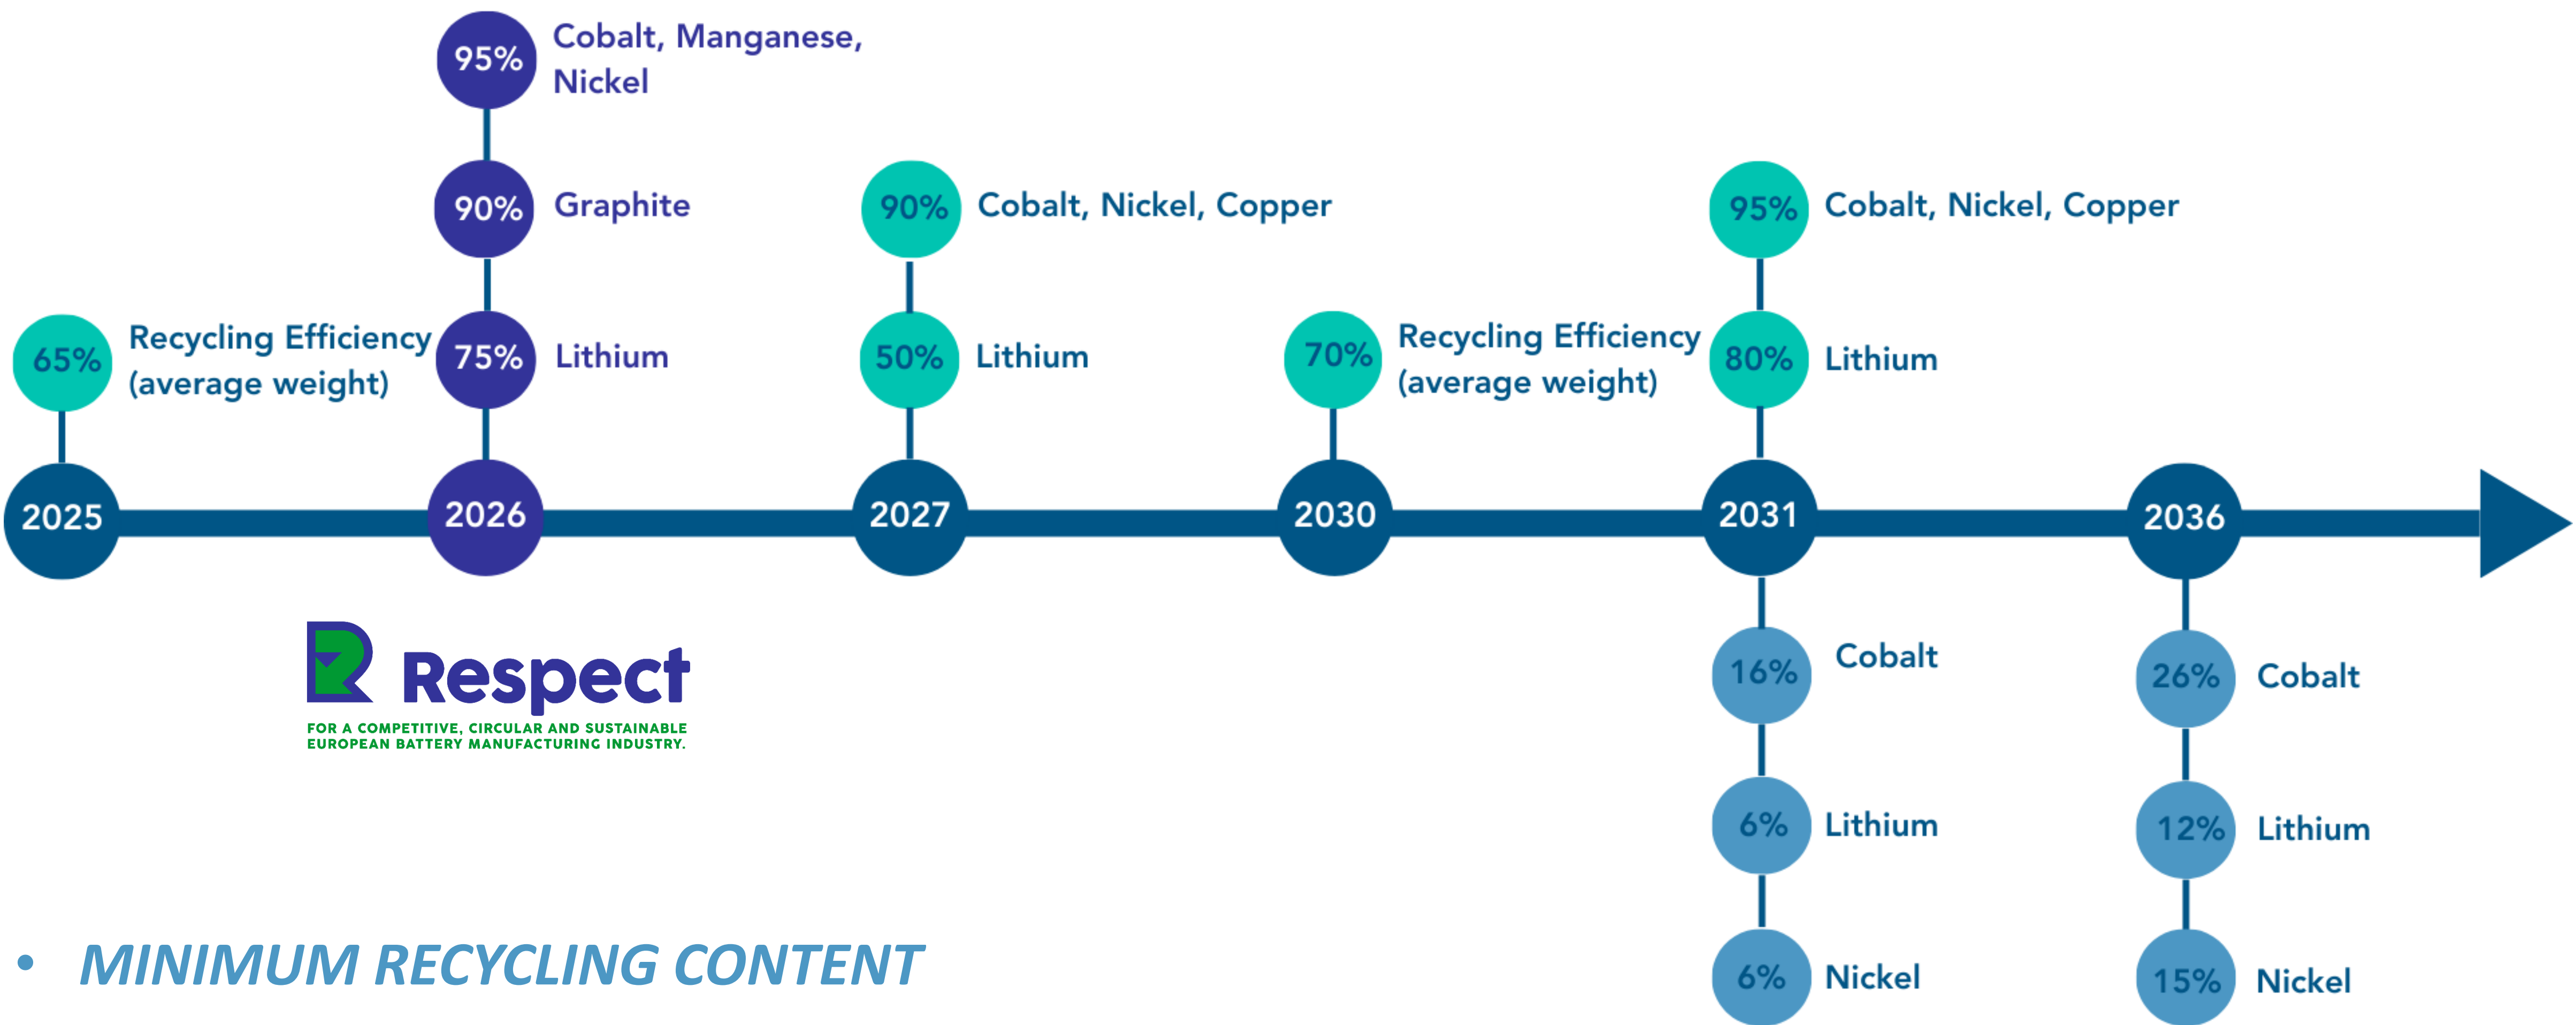 95%
Cobalt, Manganese,
Nickel
90%
Graphite
90%
Cobalt, Nickel, Copper
95%
Cobalt, Nickel, Copper
65%
Recycling Efficiency
(average weight)
75%
Lithium
50%
Lithium
70%
Recycling Efficiency
(average weight)
80%
Lithium
2025
2026
2027
2030
2031
2036
R Respect
FOR A COMPETITIVE, CIRCULAR AND SUSTAINABLE
EUROPEAN BATTERY MANUFACTURING INDUSTRY.
16%
Cobalt
26%
Cobalt
6%
Lithium
12%
Lithium
6%
Nickel
15%
Nickel
• MINIMUM RECYCLING CONTENT